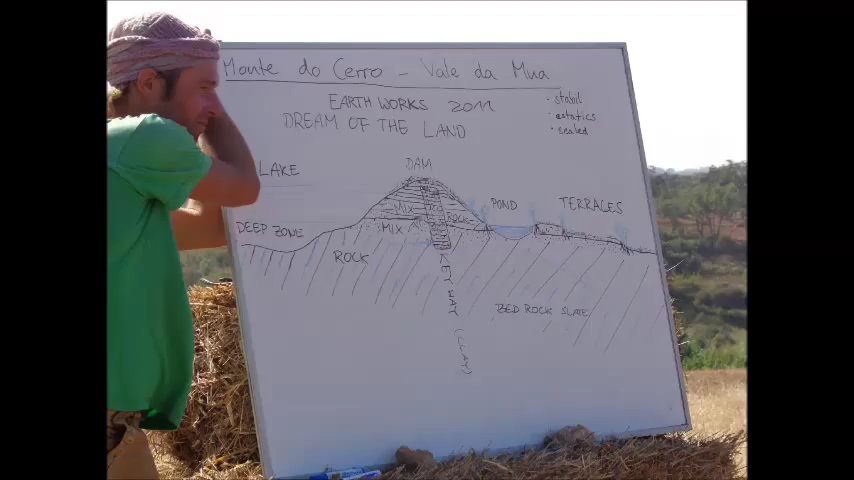 Monte do Cerro - Vale da Mua
EARTH WORKS 2011
DREAM OF THE LAND
• stabil
• estatics
• sealed
DAM
LAKE
POND
TERRACES
MIX
ROCK
DEEP ZONE
MIX
ROCK
KEY WAY (CLAY)
BED ROCK SLATE